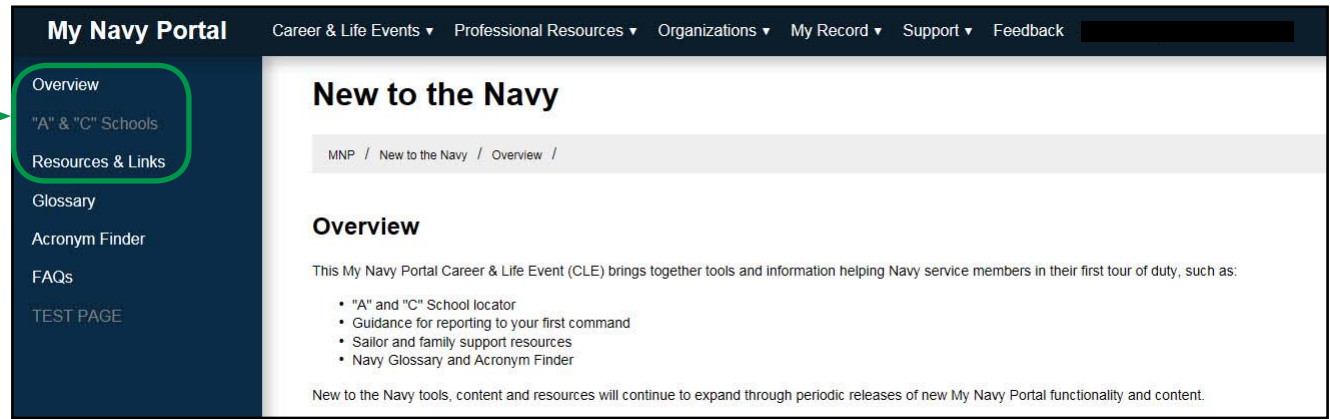 My Navy Portal
Career & Life Events ▾ Professional Resources ▾ Organizations ▾ My Record ▾ Support ▾ Feedback
Overview
"A" & "C" Schools
Resources & Links
Glossary
Acronym Finder
FAQs
TEST PAGE
New to the Navy
MNP / New to the Navy / Overview /
Overview
This My Navy Portal Career & Life Event (CLE) brings together tools and information helping Navy service members in their first tour of duty, such as:
• "A" and "C" School locator
• Guidance for reporting to your first command
• Sailor and family support resources
• Navy Glossary and Acronym Finder
New to the Navy tools, content and resources will continue to expand through periodic releases of new My Navy Portal functionality and content.